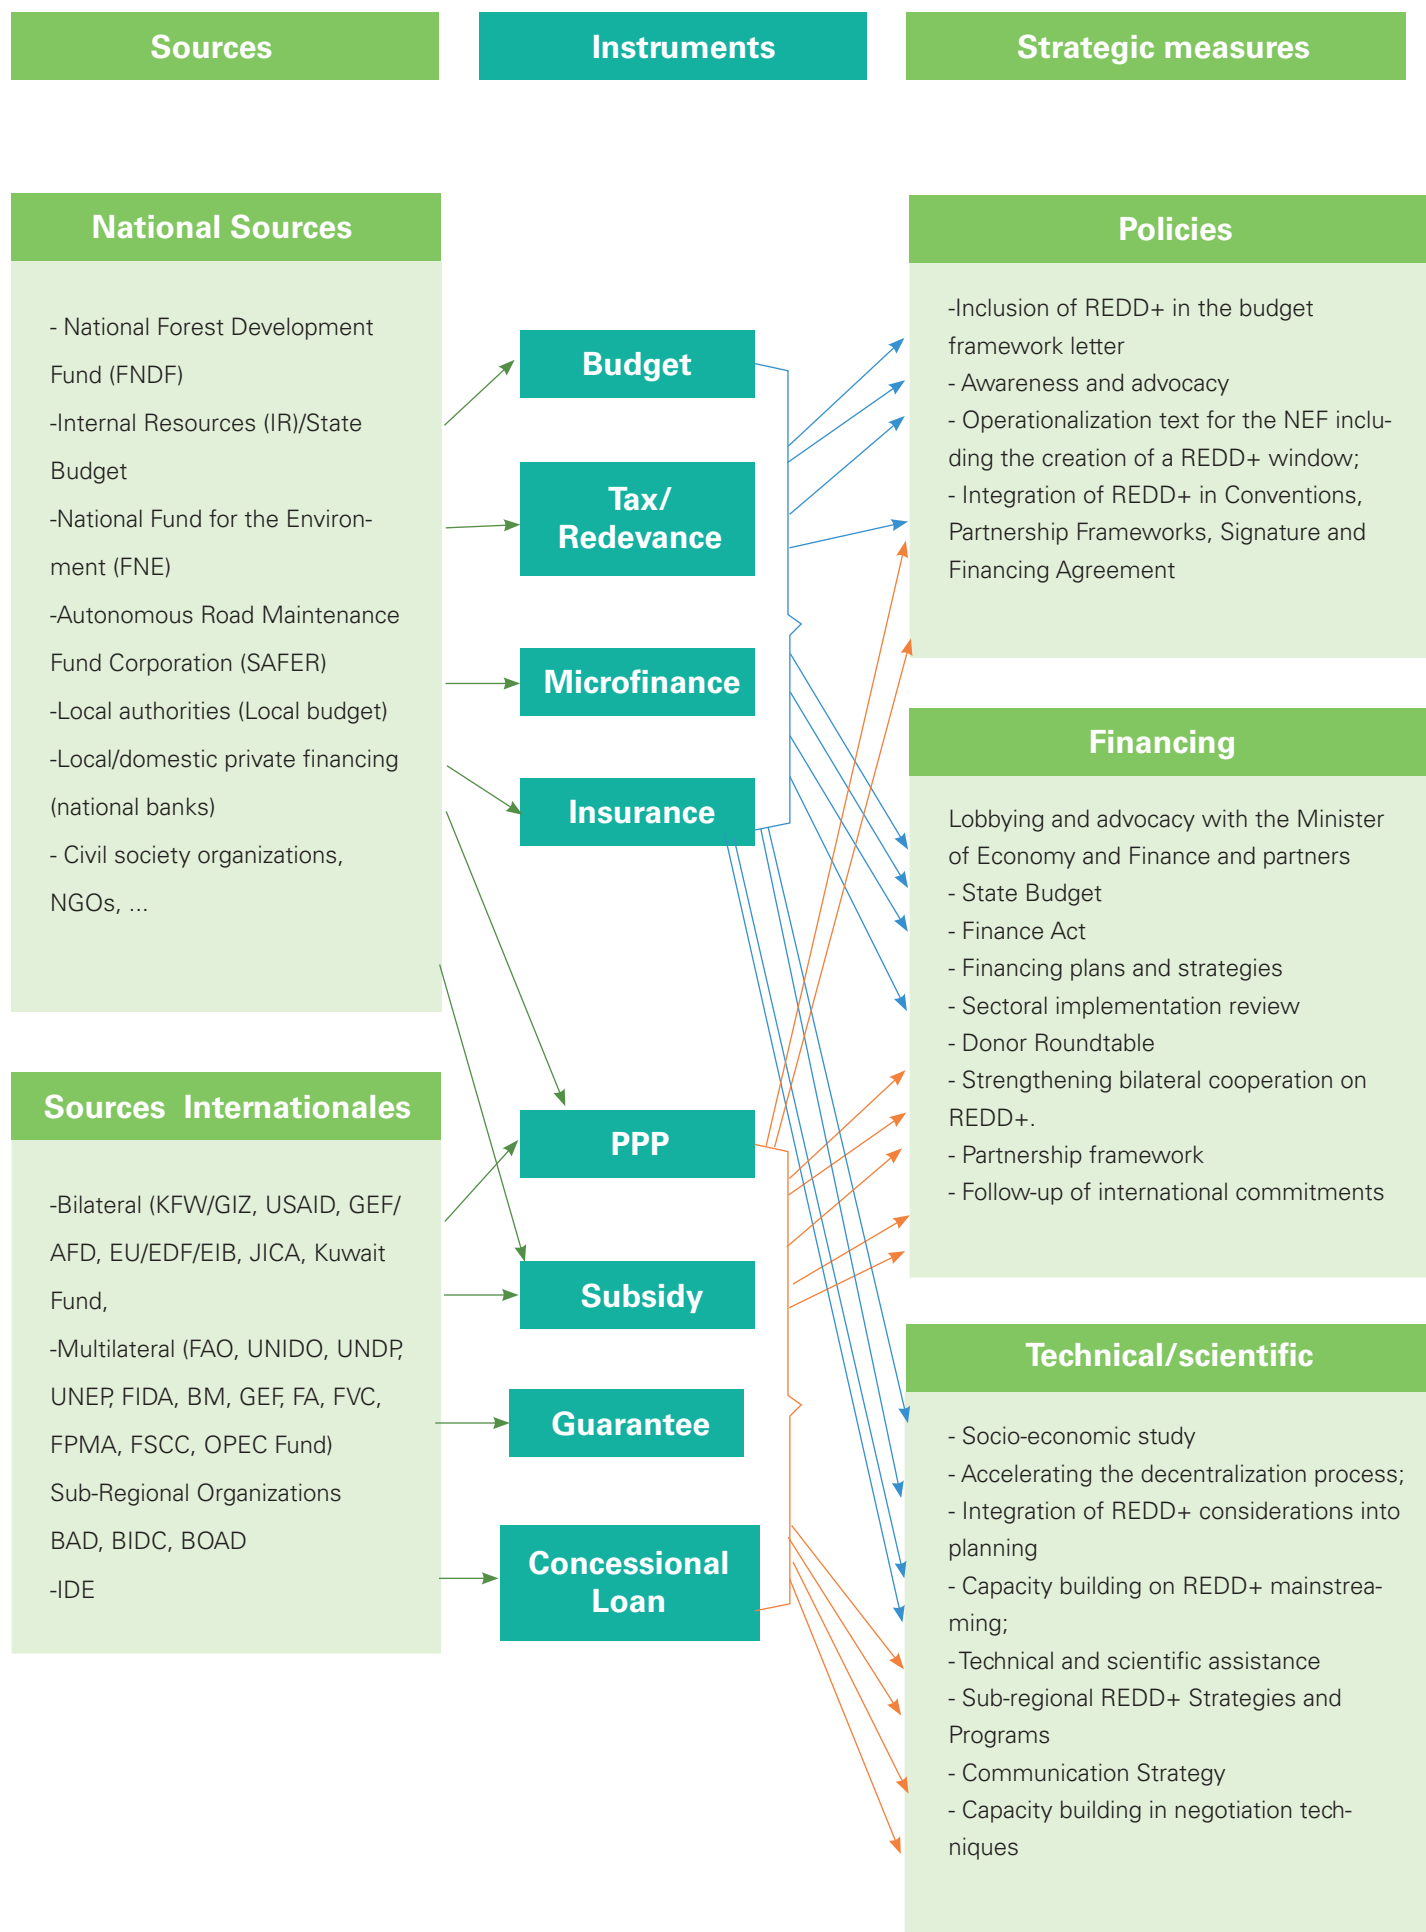 Sources
Instruments
Strategic measures
National Sources
- National Forest Development
Fund (FNDF)
-Internal Resources (IR)/State
Budget
-National Fund for the Environ-
ment (FNE)
-Autonomous Road Maintenance
Fund Corporation (SAFER)
-Local authorities (Local budget)
-Local/domestic private financing
(national banks)
- Civil society organizations,
NGOs, ...
Sources Internationales
-Bilateral (KFW/GIZ, USAID, GEF/
AFD, EU/EDF/EIB, JICA, Kuwait
Fund,
-Multilateral (FAO, UNIDO, UNDP,
UNEP, FIDA, BM, GEF, FA, FVC,
FPMA, FSCC, OPEC Fund)
Sub-Regional Organizations
BAD, BIDC, BOAD
-IDE
Budget
Tax/
Redevance
Microfinance
Insurance
PPP
Subsidy
Guarantee
Concessional
Loan
Policies
-Inclusion of REDD+ in the budget
framework letter
- Awareness and advocacy
- Operationalization text for the NEF inclu-
ding the creation of a REDD+ window;
- Integration of REDD+ in Conventions,
Partnership Frameworks, Signature and
Financing Agreement
Financing
Lobbying and advocacy with the Minister
of Economy and Finance and partners
- State Budget
- Finance Act
- Financing plans and strategies
- Sectoral implementation review
- Donor Roundtable
- Strengthening bilateral cooperation on
REDD+.
- Partnership framework
- Follow-up of international commitments
Technical/scientific
- Socio-economic study
- Accelerating the decentralization process;
- Integration of REDD+ considerations into
planning
- Capacity building on REDD+ mainstrea-
ming;
- Technical and scientific assistance
- Sub-regional REDD+ Strategies and
Programs
- Communication Strategy
- Capacity building in negotiation tech-
niques